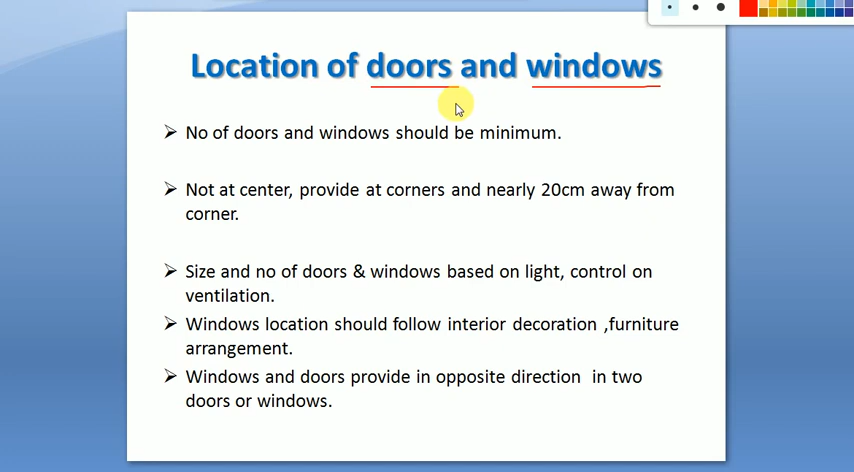 Location of doors and windows
➢ No of doors and windows should be minimum.
➢ Not at center, provide at corners and nearly 20cm away from
corner.
➢ Size and no of doors & windows based on light, control on
ventilation.
➢ Windows location should follow interior decoration ,furniture
arrangement.
➢ Windows and doors provide in opposite direction in two
doors or windows.